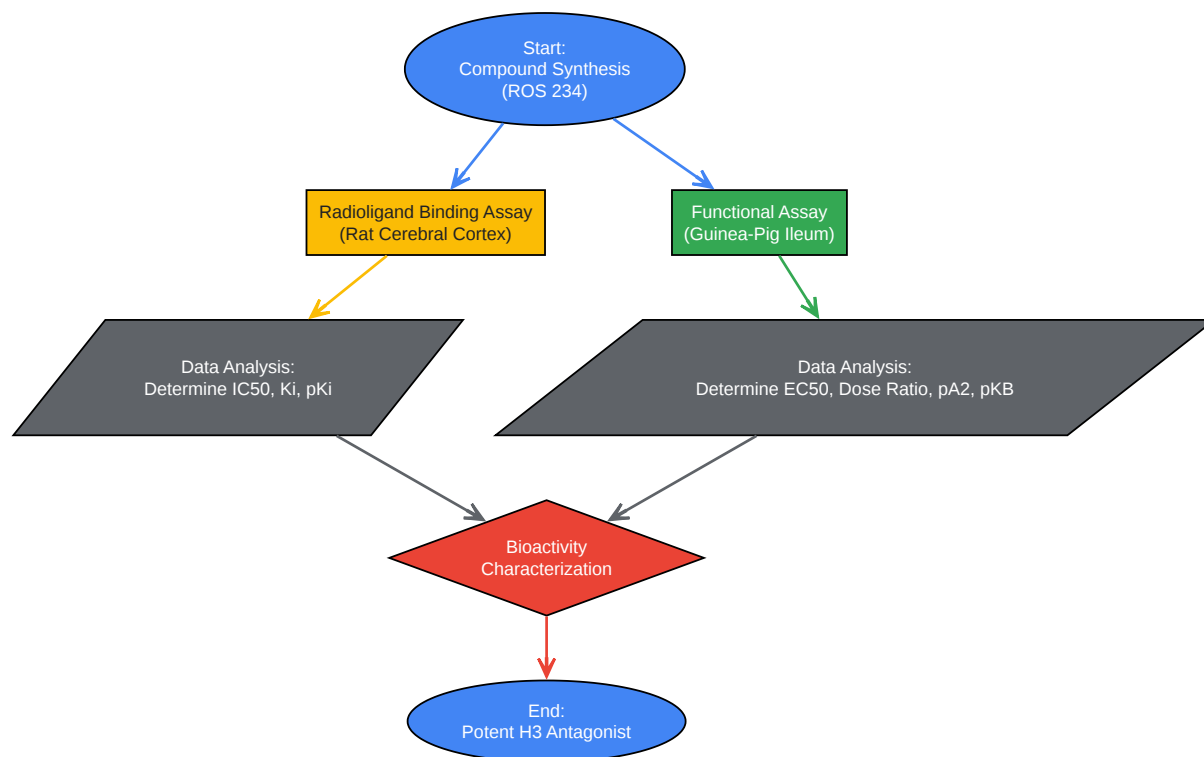 Start:
Compound Synthesis
(ROS 234)
Radioligand Binding Assay
(Rat Cerebral Cortex)
Functional Assay
(Guinea-Pig Ileum)
Data Analysis:
Determine IC50, Ki, pKi
Data Analysis:
Determine EC50, Dose Ratio, pA2, pKB
Bioactivity
Characterization
End:
Potent H3 Antagonist